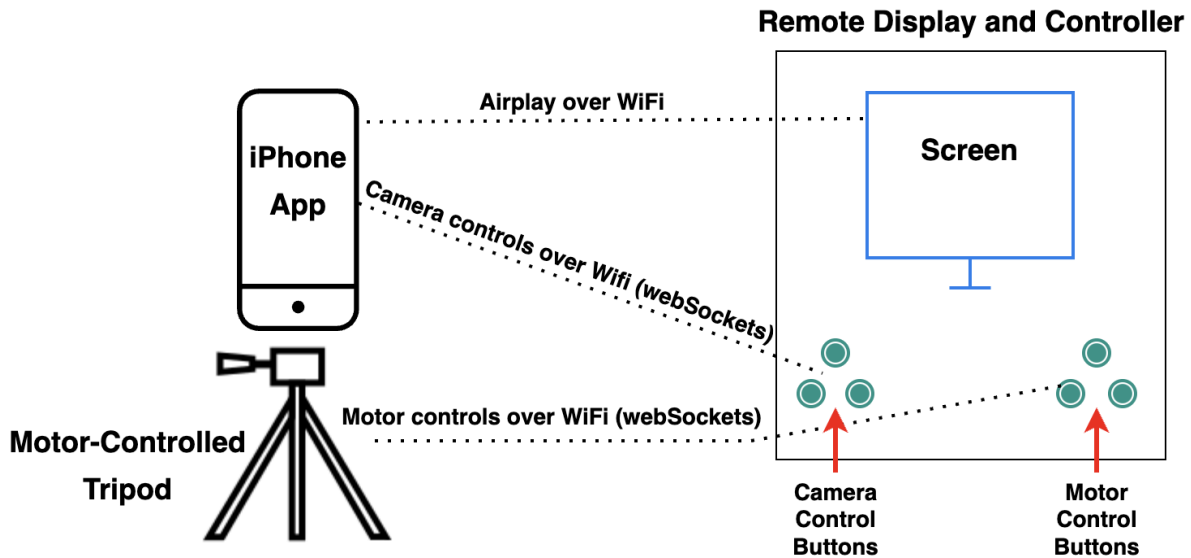 Remote Display and Controller
Airplay over WiFi
iPhone
App
Screen
Camera controls over Wifi (webSockets)
Motor controls over WiFi (webSockets)
Motor-Controlled
Tripod
Camera
Control
Buttons
Motor
Control
Buttons